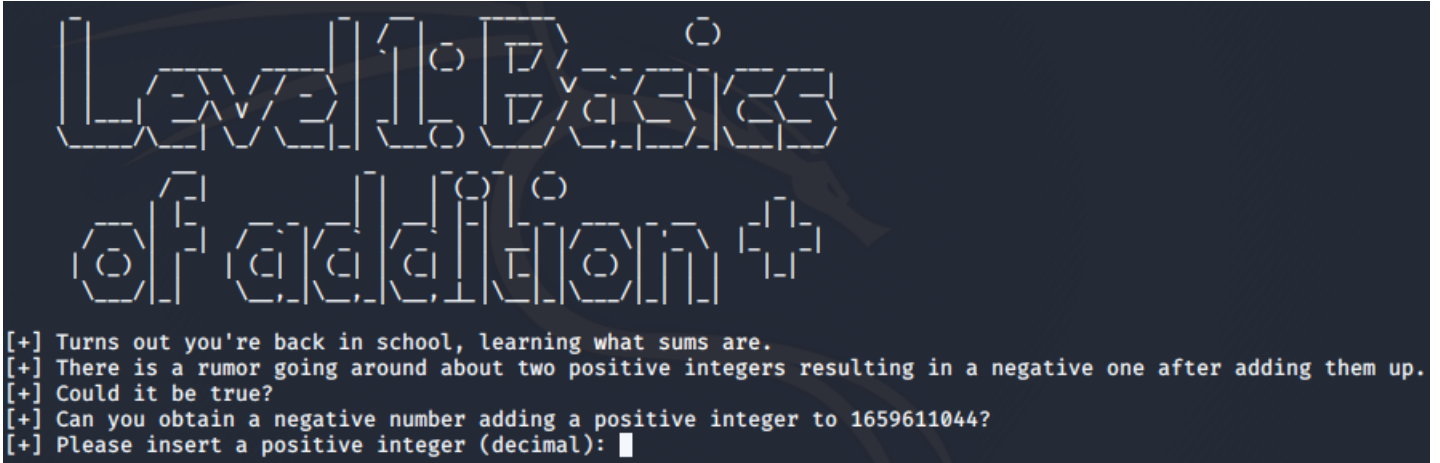 Level 1: Basics
of addition +
[+] Turns out you're back in school, learning what sums are.
[+] There is a rumor going around about two positive integers resulting in a negative one after adding them up.
[+] Could it be true?
[+] Can you obtain a negative number adding a positive integer to 1659611044?
[+] Please insert a positive integer (decimal):